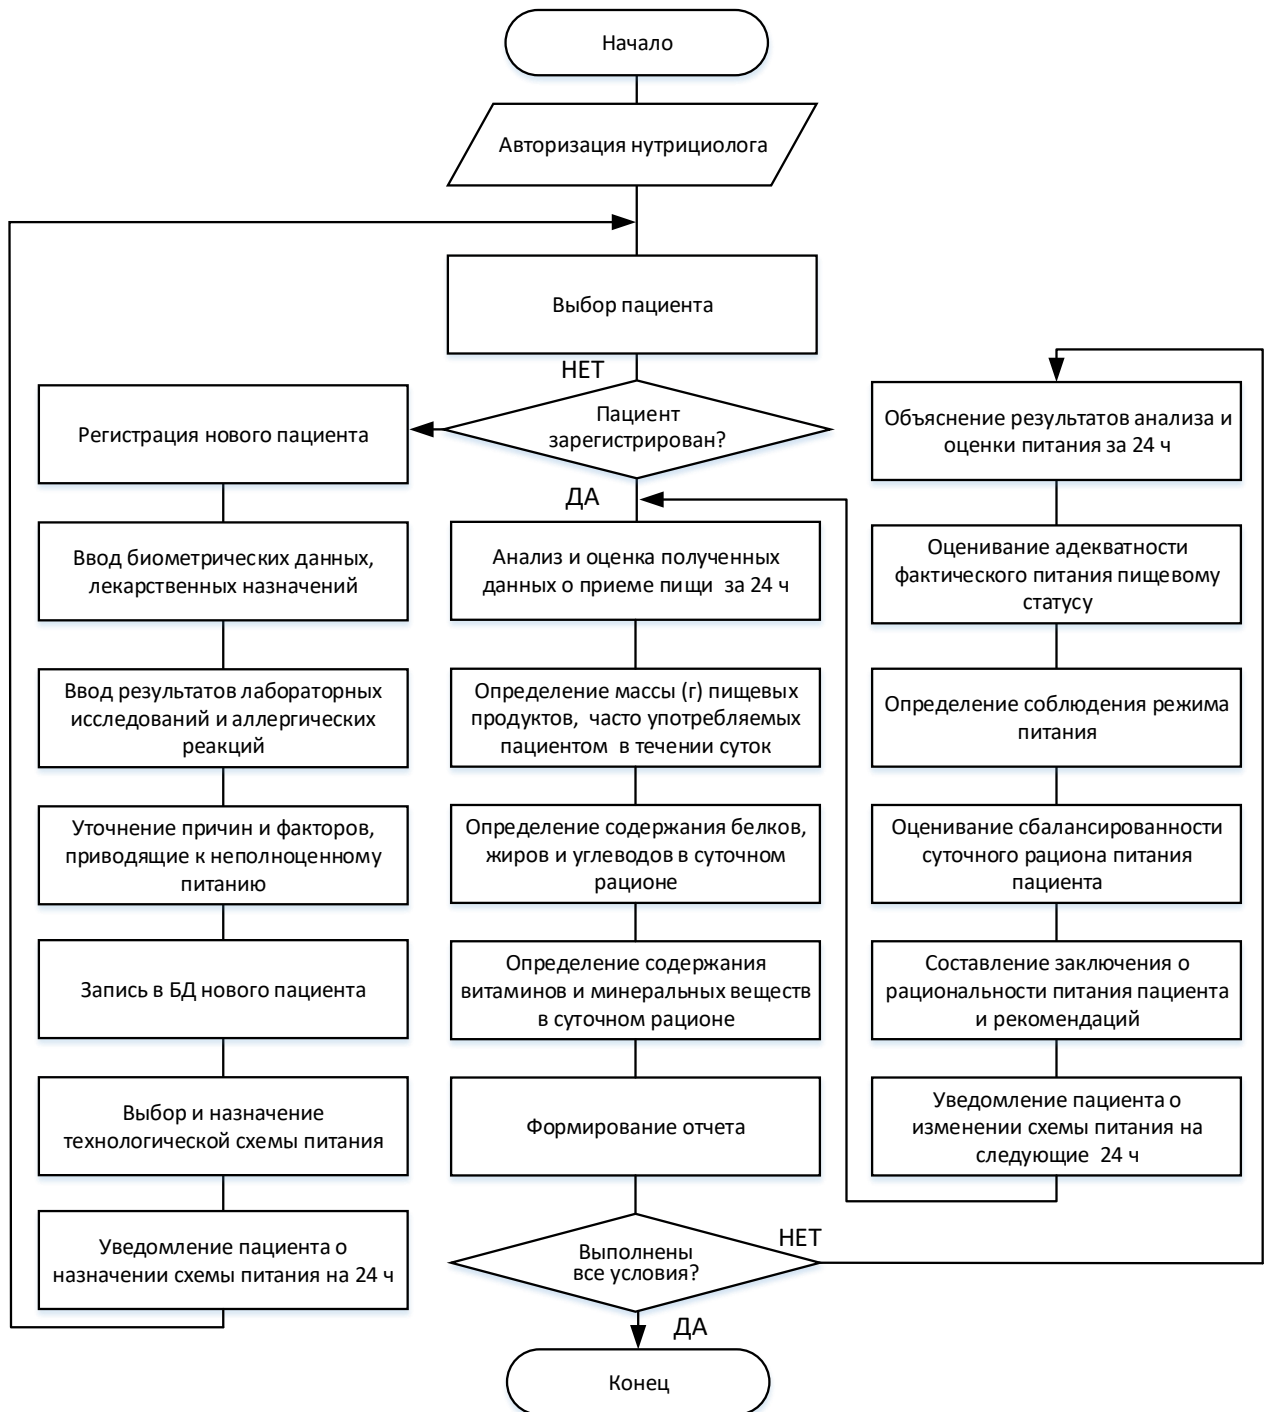 Начало
Авторизация нутрициолога
Выбор пациента
НЕТ
Пациент
зарегистрирован?
Регистрация нового пациента
Ввод биометрических данных,
лекарственных назначений
Ввод результатов лабораторных
исследований и аллергических
реакций
Уточнение причин и факторов,
приводящие к неполноценному
питанию
Запись в БД нового пациента
Выбор и назначение
технологической схемы питания
Уведомление пациента о
назначении схемы питания на 24 ч
ДА
Анализ и оценка полученных
данных о приеме пищи за 24 ч
Определение массы (г) пищевых
продуктов, часто употребляемых
пациентом в течении суток
Определение содержания белков,
жиров и углеводов в суточном
рационе
Определение содержания
витаминов и минеральных веществ
в суточном рационе
Формирование отчета
Выполнены
все условия?
НЕТ
Объяснение результатов анализа и
оценки питания за 24 ч
Оценивание адекватности
фактического питания пищевому
статусу
Определение соблюдения режима
питания
Оценивание сбалансированности
суточного рациона питания
пациента
Составление заключения о
рациональности питания пациента
и рекомендаций
Уведомление пациента о
изменении схемы питания на
следующие 24 ч
ДА
Конец